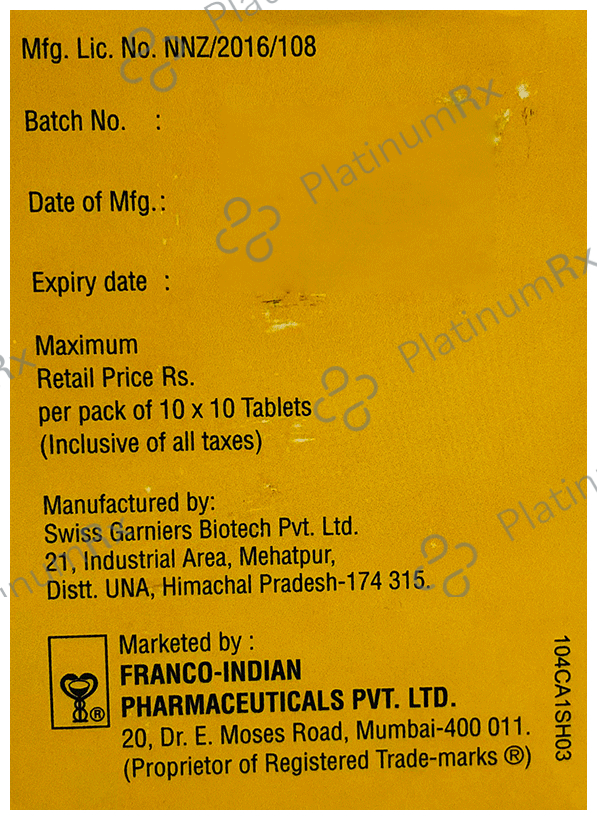 Mfg. Lic. No. NNZ/2016/108
Batch No. :
Date of Mfg.:
Expiry date :
Maximum
Retail Price Rs.
per pack of 10 x 10 Tablets
(Inclusive of all taxes)
Manufactured by:
Swiss Garniers Biotech Pvt. Ltd.
21, Industrial Area, Mehatpur,
Distt. UNA, Himachal Pradesh-174 315.
Marketed by :
FRANCO-INDIAN
PHARMACEUTICALS PVT. LTD.
20, Dr. E. Moses Road, Mumbai-400 011.
(Proprietor of Registered Trade-marks ®)
®
104CA1SH03
PlatinumRx
PlatinumRx